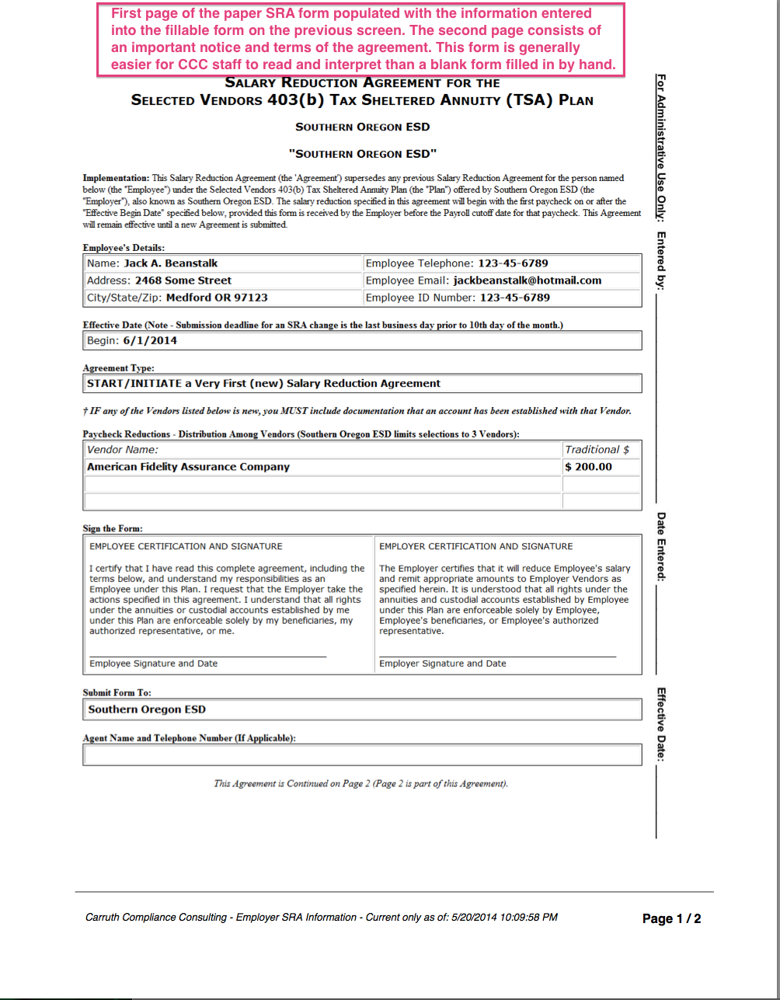 First page of the paper SRA form populated with the information entered
into the fillable form on the previous screen. The second page consists of
an important notice and terms of the agreement. This form is generally
easier for CCC staff to read and interpret than a blank form filled in by hand.
SALARY REDUCTION AGREEMENT FOR THE
SELECTED VENDORS 403(b) TAX SHELTERED ANNUITY (TSA) PLAN
SOUTHERN OREGON ESD
"SOUTHERN OREGON ESD"
Implementation: This Salary Reduction Agreement (the 'Agreement') supersedes any previous Salary Reduction Agreement for the person named
below (the "Employee") under the Selected Vendors 403(b) Tax Sheltered Annuity Plan (the "Plan") offered by Southern Oregon ESD (the
"Employer"), also known as Southern Oregon ESD. The salary reduction specified in this agreement will begin with the first paycheck on or after the
"Effective Begin Date" specified below, provided this form is received by the Employer before the Payroll cutoff date for that paycheck. This Agreement
will remain effective until a new Agreement is submitted.
Employee's Details:
Name: Jack A. Beanstalk Employee Telephone: 123-45-6789
Address: 2468 Some Street Employee Email: jackbeanstalk@hotmail.com
City/State/Zip: Medford OR 97123 Employee ID Number: 123-45-6789
Effective Date (Note - Submission deadline for an SRA change is the last business day prior to 10th day of the month.)
Begin: 6/1/2014
Agreement Type:
START/INITIATE a Very First (new) Salary Reduction Agreement
† IF any of the Vendors listed below is new, you MUST include documentation that an account has been established with that Vendor.
Paycheck Reductions - Distribution Among Vendors (Southern Oregon ESD limits selections to 3 Vendors):
Vendor Name: Traditional $
American Fidelity Assurance Company $ 200.00
Sign the Form:
EMPLOYEE CERTIFICATION AND SIGNATURE
I certify that I have read this complete agreement, including the
terms below, and understand my responsibilities as an
Employee under this Plan. I request that the Employer take the
actions specified in this agreement. I understand that all rights
under the annuities or custodial accounts established by me
under this Plan are enforceable solely by my beneficiaries, my
authorized representative, or me.
Employee Signature and Date
EMPLOYER CERTIFICATION AND SIGNATURE
The Employer certifies that it will reduce Employee's salary
and remit appropriate amounts to Employer Vendors as
specified herein. It is understood that all rights under the
annuities and custodial accounts established by Employee
under this Plan are enforceable solely by Employee,
Employee's beneficiaries, or Employee's authorized
representative.
Employer Signature and Date
Submit Form To:
Southern Oregon ESD
Agent Name and Telephone Number (If Applicable):
This Agreement is Continued on Page 2 (Page 2 is part of this Agreement).
For Administrative Use Only: Entered by: Date Entered: Effective Date:
Carruth Compliance Consulting - Employer SRA Information - Current only as of: 5/20/2014 10:09:58 PM
Page 1 / 2